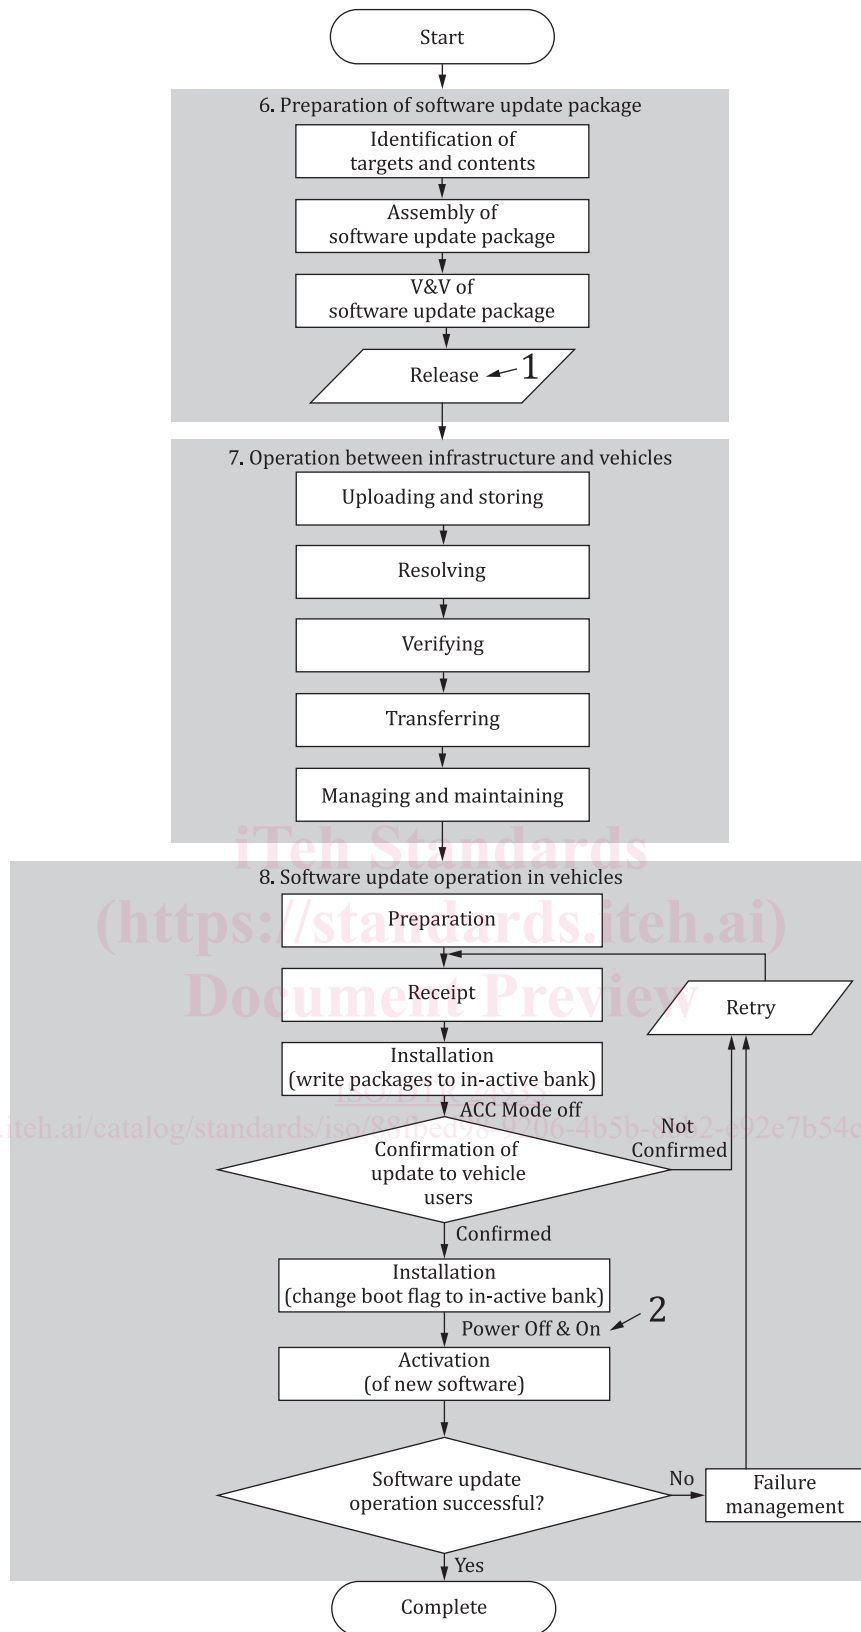 Start
6. Preparation of software update package
Identification of
targets and contents
Assembly of
software update package
V&V of
software update package
Release
1
7. Operation between infrastructure and vehicles
Uploading and storing
Resolving
Verifying
Transferring
Managing and maintaining
iTeh Standards
8. Software update operation in vehicles
(https://standards.iteh.ai)
Preparation
Document Preview
Receipt
Retry
Installation
(write packages to in-active bank)
ACC Mode off
Not
Confirmed
Confirmation of
update to vehicle
users
Confirmed
Installation
(change boot flag to in-active bank)
Power Off & On
2
Activation
(of new software)
Software update
operation successful?
No
Failure
management
Yes
Complete